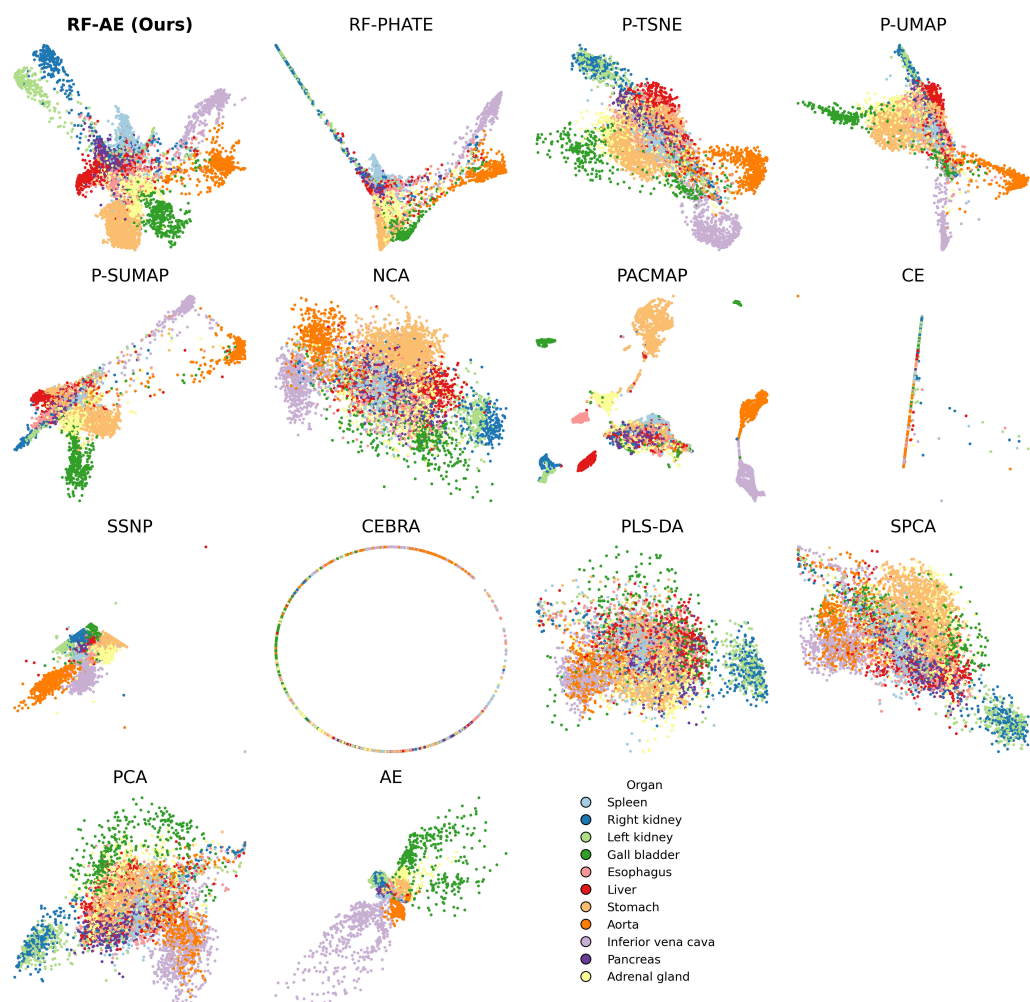 RF-AE (Ours)
RF-PHATE
P-TSNE
P-UMAP
P-SUMAP
NCA
PACMAP
CE
SSNP
CEBRA
PLS-DA
SPCA
PCA
AE
Organ
Spleen
Right kidney
Left kidney
Gall bladder
Esophagus
Liver
Stomach
Aorta
Inferior vena cava
Pancreas
Adrenal gland